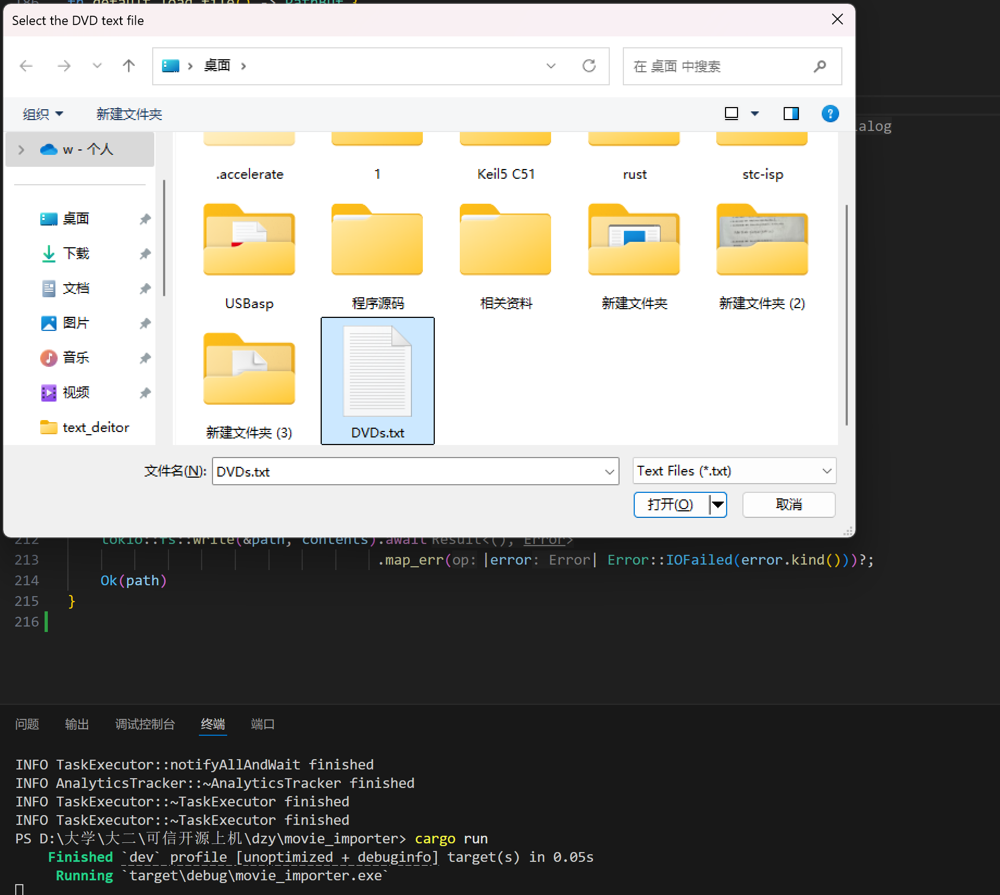 Select the DVD text file
桌面
在 桌面 中搜索
组织
新建文件夹
alog
w - 个人
.accelerate
1
Keil5 C51
rust
stc-isp
桌面
下载
文档
图片
音乐
视频
text_deitor
USBasp
程序源码
相关资料
新建文件夹
新建文件夹 (2)
新建文件夹 (3)
DVDs.txt
文件名(N):
DVDs.txt
Text Files (*.txt)
打开(O)
取消
212 tokio::fs::write(&path, contents).await Result<(), Error>
213 .map_err(op: |error: Error| Error::IOFailed(error.kind()))?;
214 Ok(path)
215 }
216
问题 输出 调试控制台 终端 端口
INFO TaskExecutor::notifyAllAndWait finished
INFO AnalyticsTracker::~AnalyticsTracker finished
INFO TaskExecutor::~TaskExecutor finished
INFO TaskExecutor::~TaskExecutor finished
PS D:\大学\大二\可信开源上机\dzy\movie_importer> cargo run
Finished `dev` profile [unoptimized + debuginfo] target(s) in 0.05s
Running `target\debug\movie_importer.exe`